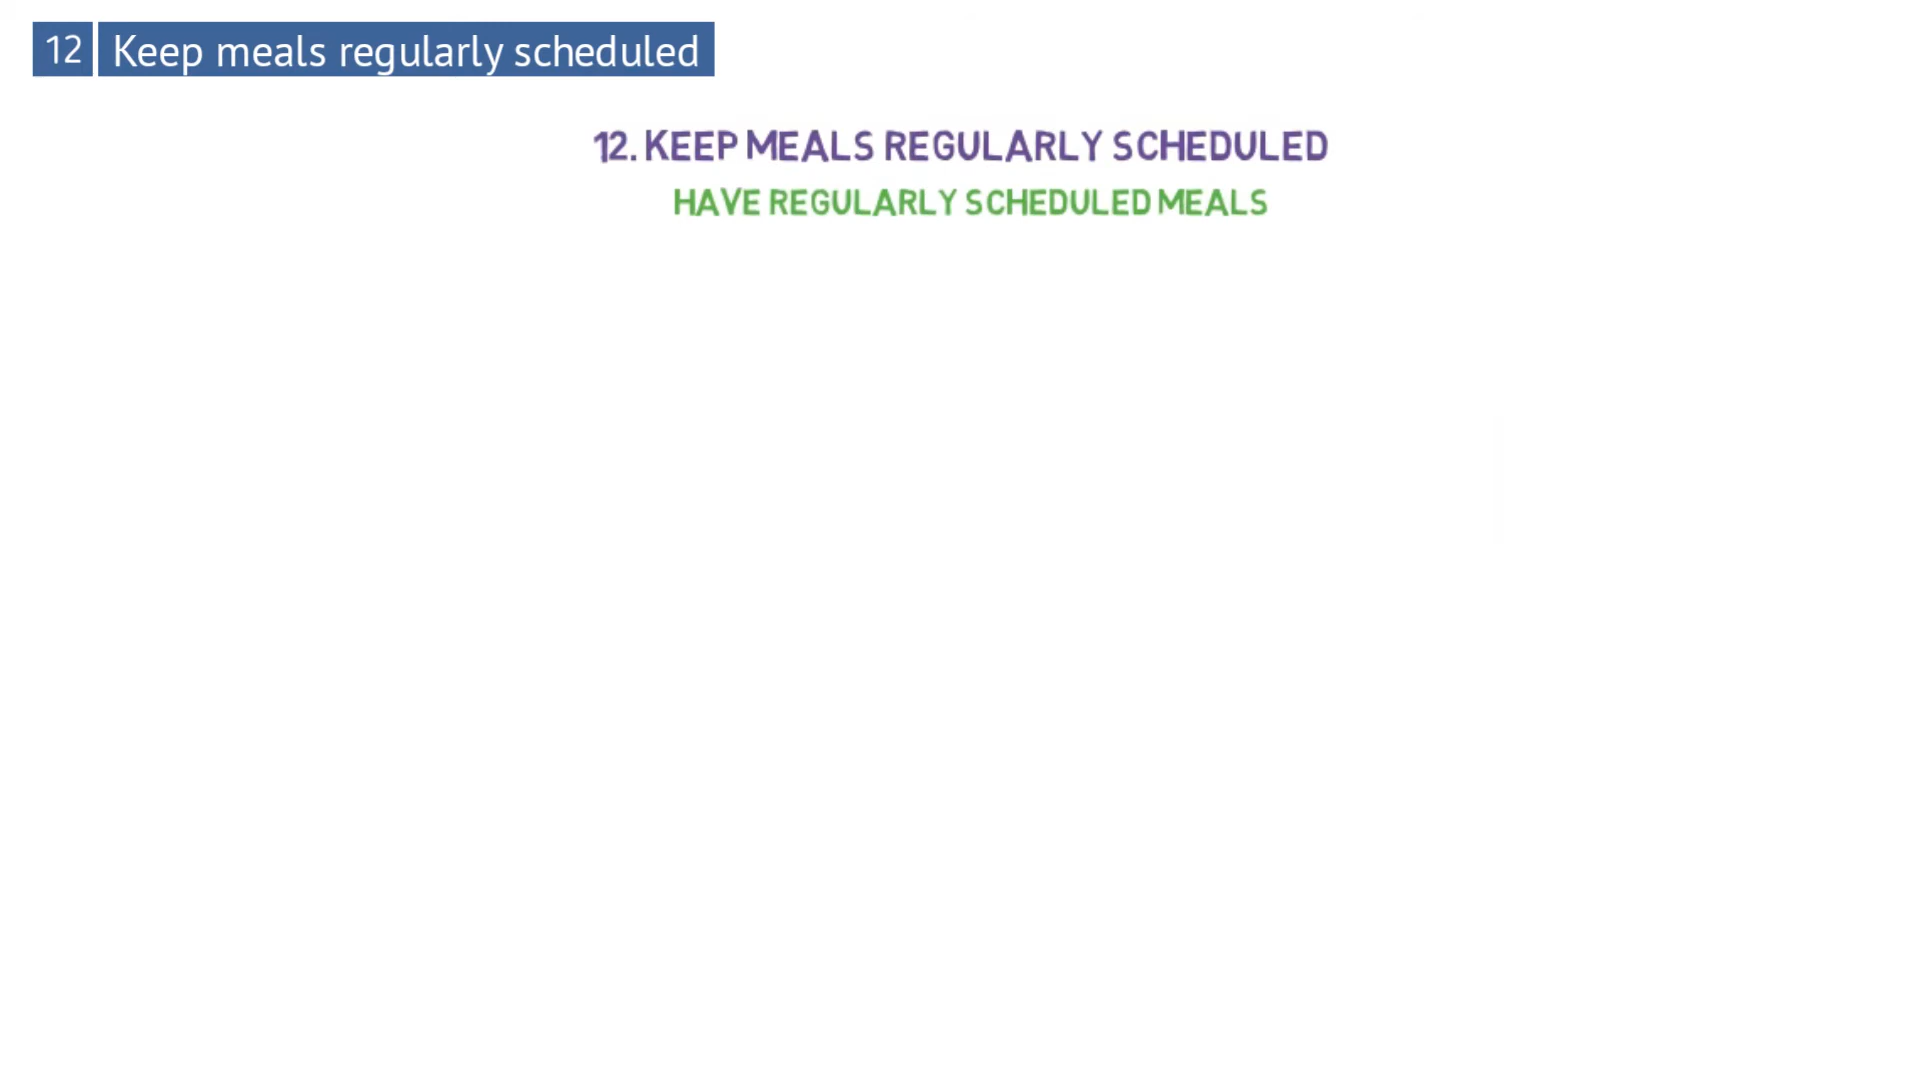 12 Keep meals regularly scheduled
12. KEEP MEALS REGULARLY SCHEDULED
HAVE REGULARLY SCHEDULED MEALS